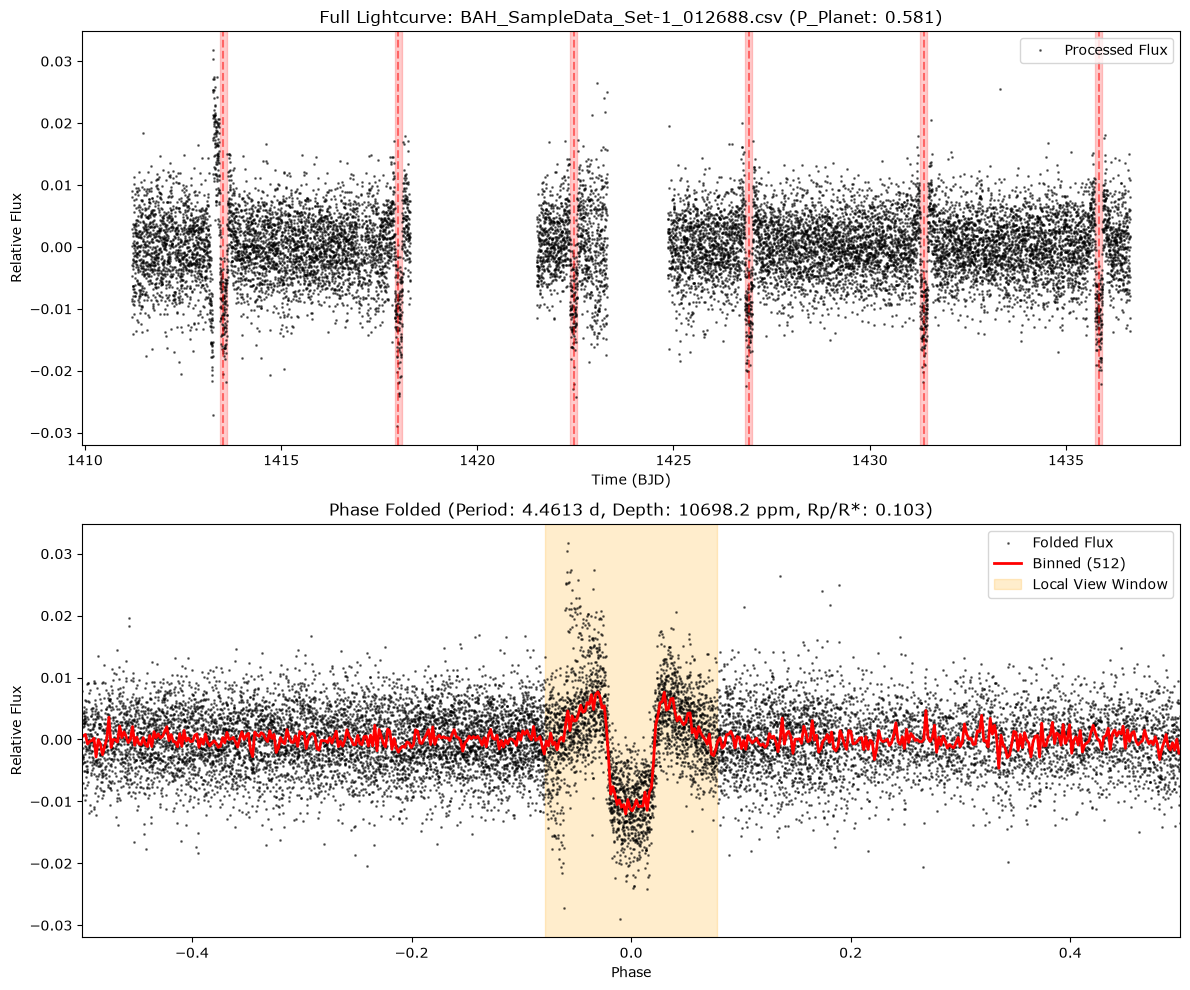 Full Lightcurve: BAH_SampleData_Set-1_012688.csv (P_Planet: 0.581)
Processed Flux
Relative Flux
0.03
0.02
0.01
0.00
−0.01
−0.02
−0.03
1410
1415
1420
1425
1430
1435
Time (BJD)
Phase Folded (Period: 4.4613 d, Depth: 10698.2 ppm, Rp/R*: 0.103)
Folded Flux
Binned (512)
Local View Window
Relative Flux
0.03
0.02
0.01
0.00
−0.01
−0.02
−0.03
−0.4
−0.2
0.0
0.2
0.4
Phase